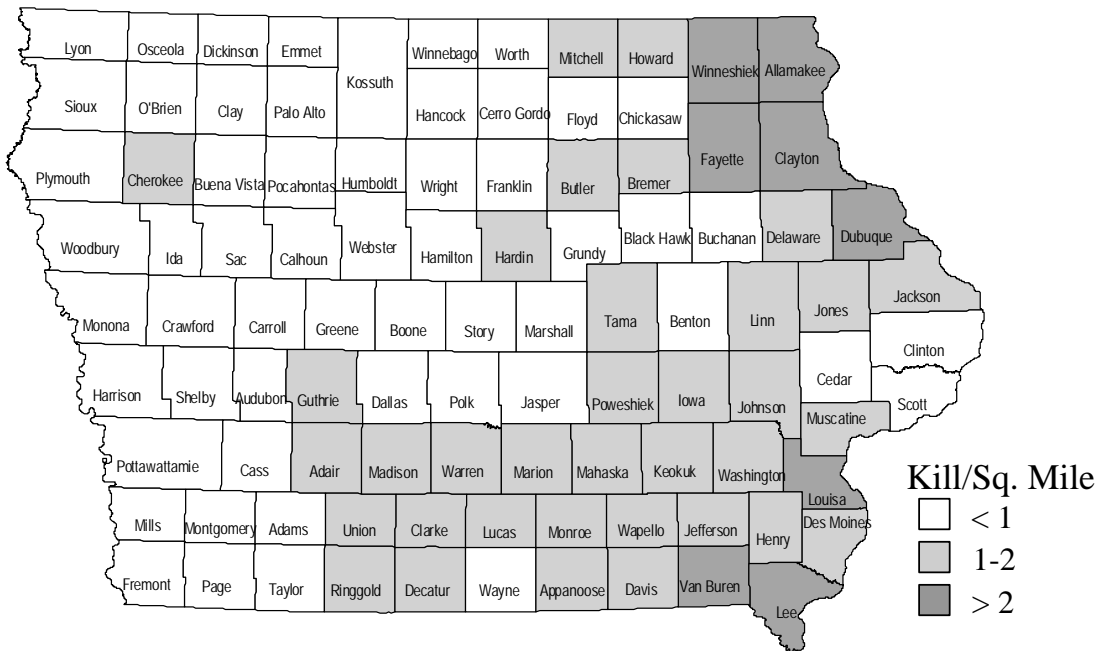 Lyon
Osceola
Dickinson
Emmet
Kossuth
Winnebago
Worth
Mitchell
Howard
Winneshiek
Allamakee
Sioux
O'Brien
Clay
Palo Alto
Hancock
Cerro Gordo
Floyd
Chickasaw
Fayette
Clayton
Plymouth
Cherokee
Buena Vista
Pocahontas
Humboldt
Wright
Franklin
Butler
Bremer
Woodbury
Ida
Sac
Calhoun
Webster
Hamilton
Hardin
Grundy
Black Hawk
Buchanan
Delaware
Dubuque
Monona
Crawford
Carroll
Greene
Boone
Story
Marshall
Tama
Benton
Linn
Jones
Jackson
Clinton
Harrison
Shelby
Audubon
Guthrie
Dallas
Polk
Jasper
Poweshiek
Iowa
Johnson
Cedar
Scott
Muscatine
Pottawattamie
Cass
Adair
Madison
Warren
Marion
Mahaska
Keokuk
Washington
Louisa
Mills
Montgomery
Adams
Union
Clarke
Lucas
Monroe
Wapello
Jefferson
Henry
Des Moines
Fremont
Page
Taylor
Ringgold
Decatur
Wayne
Appanoose
Davis
Van Buren
Lee
Kill/Sq. Mile
< 1
1-2
> 2